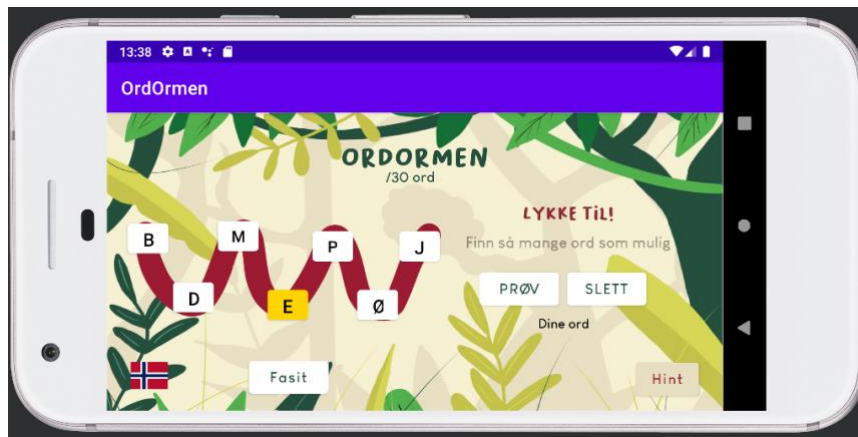 13:38
OrdOrmen
ORDORMEN
/30 ord
B
M
P
J
D
E
Ø
LYKKE TiL!
Finn så mange ord som mulig
PRØV SLETT
Dine ord
Fasit
Hint